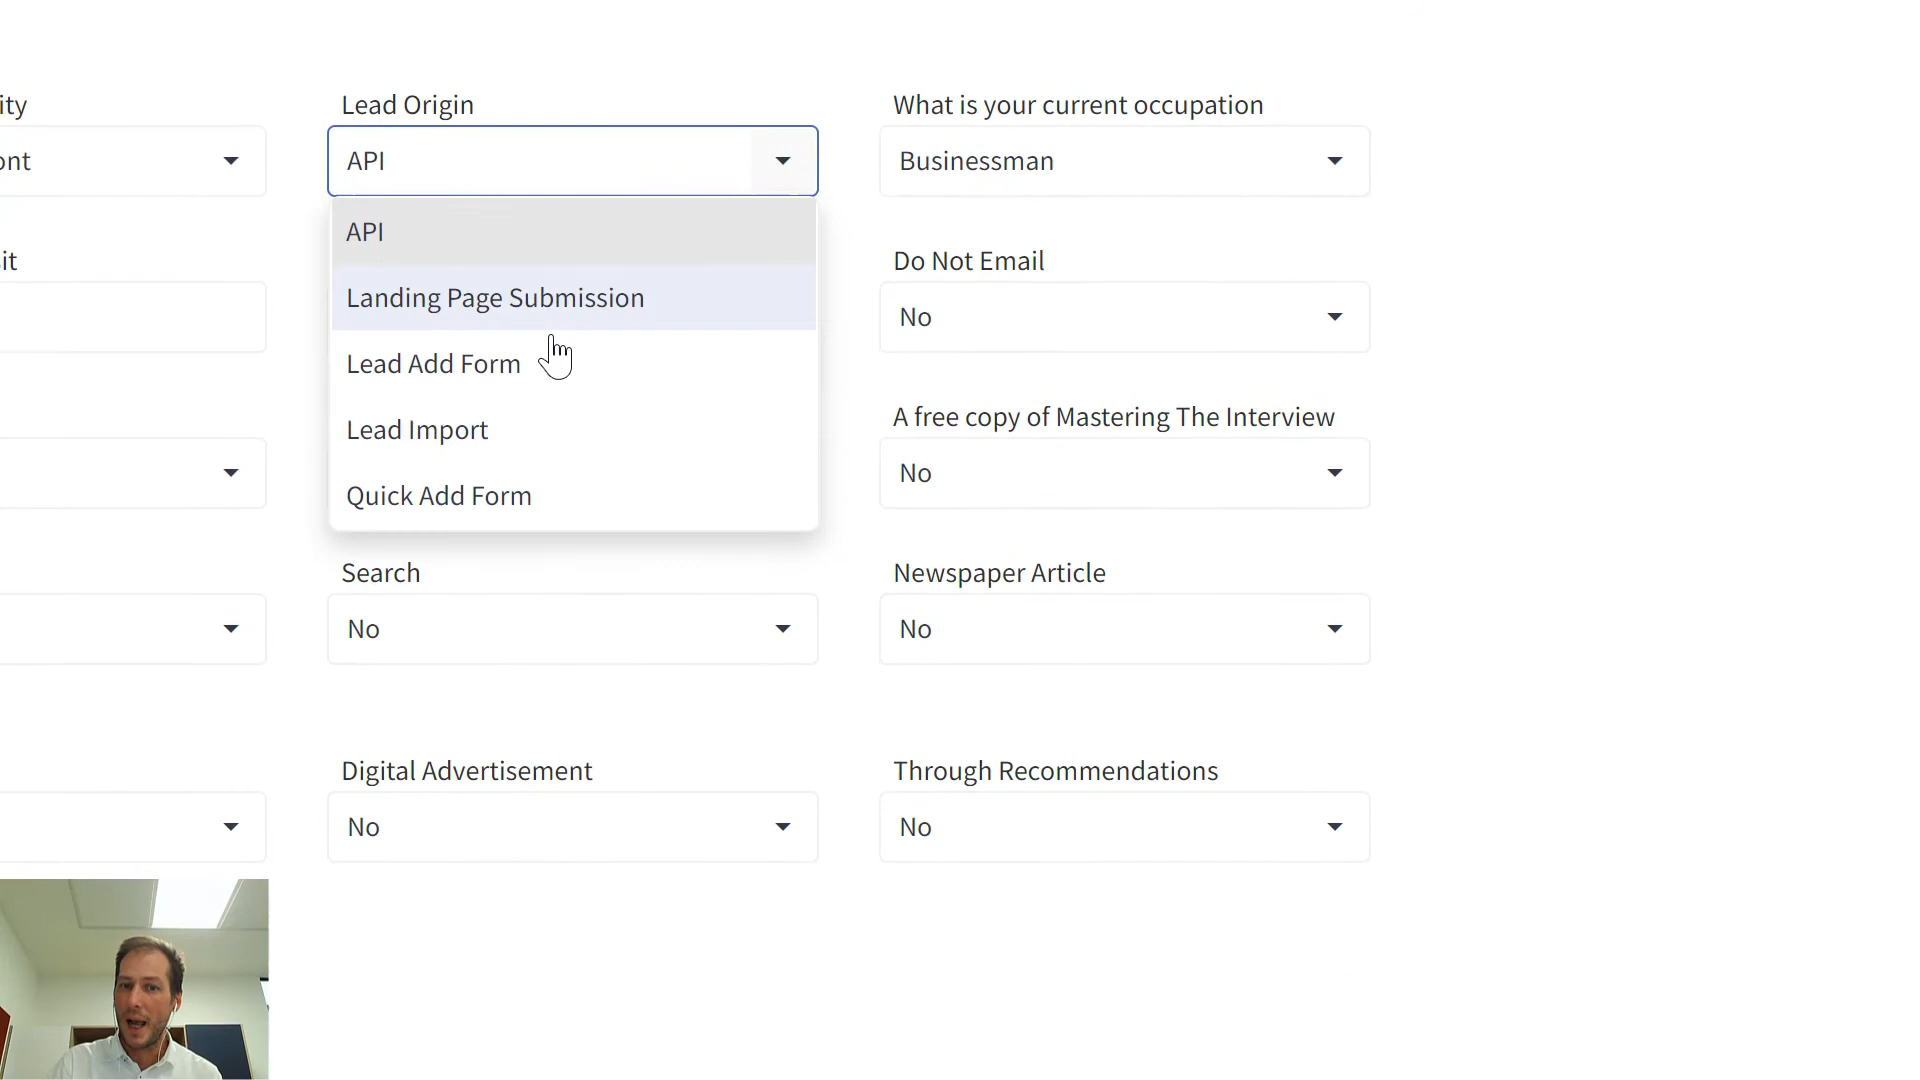 ity
ont
it
Lead Origin
API
API
Landing Page Submission
Lead Add Form
Lead Import
Quick Add Form
Search
No
Digital Advertisement
No
What is your current occupation
Businessman
Do Not Email
No
A free copy of Mastering The Interview
No
Newspaper Article
No
Through Recommendations
No